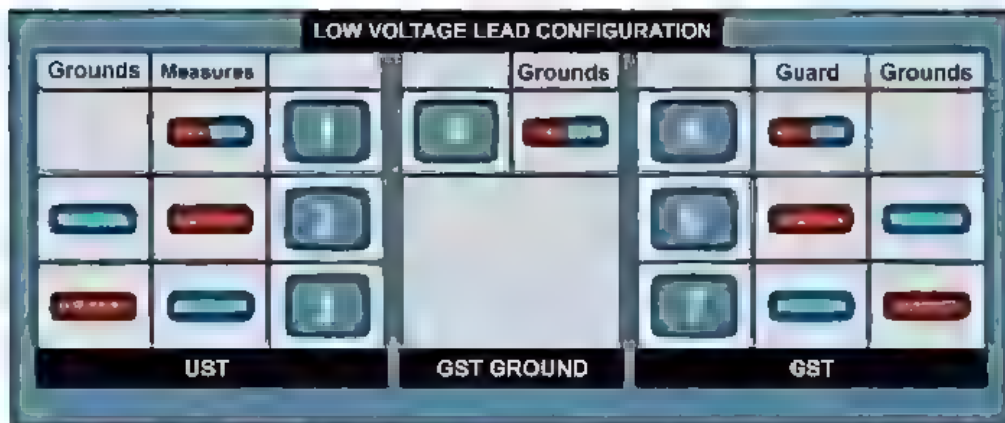 LOW VOLTAGE LEAD CONFIGURATION
Grounds Measures Grounds Guard Grounds
UST GST GROUND GST